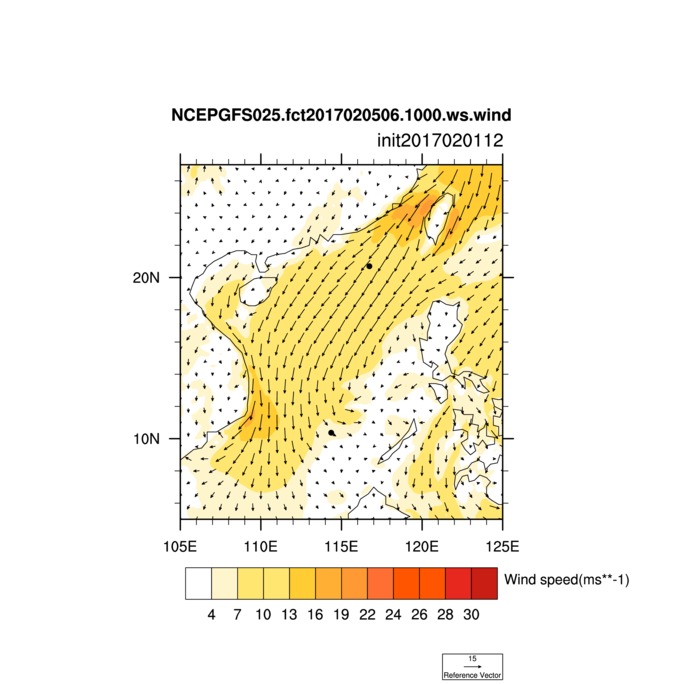 NCEPGFS025.fct2017020506.1000.ws.wind
init2017020112
20N
10N
105E 110E 115E 120E 125E
Wind speed(ms**-1)
4 7 10 13 16 19 22 24 26 28 30
15
Reference Vector